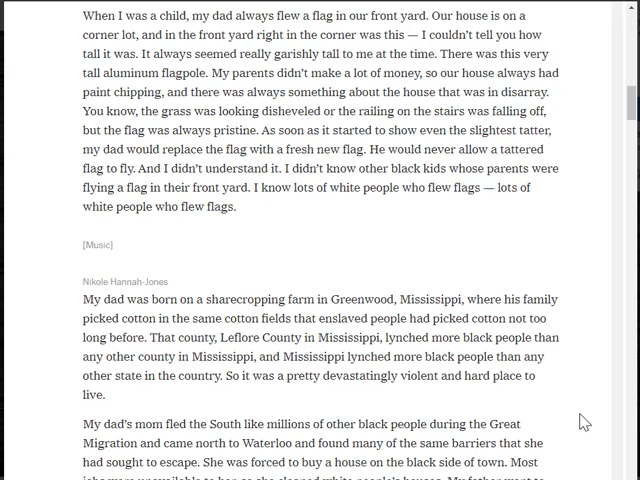 When I was a child, my dad always flew a flag in our front yard. Our house is on a
corner lot, and in the front yard right in the corner was this — I couldn't tell you how
tall it was. It always seemed really garishly tall to me at the time. There was this very
tall aluminum flagpole. My parents didn't make a lot of money, so our house always had
paint chipping, and there was always something about the house that was in disarray.
You know, the grass was looking disheveled or the railing on the stairs was falling off,
but the flag was always pristine. As soon as it started to show even the slightest tatter,
my dad would replace the flag with a fresh new flag. He would never allow a tattered
flag to fly. And I didn't understand it. I didn't know other black kids whose parents were
flying a flag in their front yard. I know lots of white people who flew flags — lots of
white people who flew flags.
[Music]
Nikole Hannah-Jones
My dad was born on a sharecropping farm in Greenwood, Mississippi, where his family
picked cotton in the same cotton fields that enslaved people had picked cotton not too
long before. That county, Leflore County in Mississippi, lynched more black people than
any other county in Mississippi, and Mississippi lynched more black people than any
other state in the country. So it was a pretty devastatingly violent and hard place to
live.
My dad's mom fled the South like millions of other black people during the Great
Migration and came north to Waterloo and found many of the same barriers that she
had sought to escape. She was forced to buy a house on the black side of town. Most